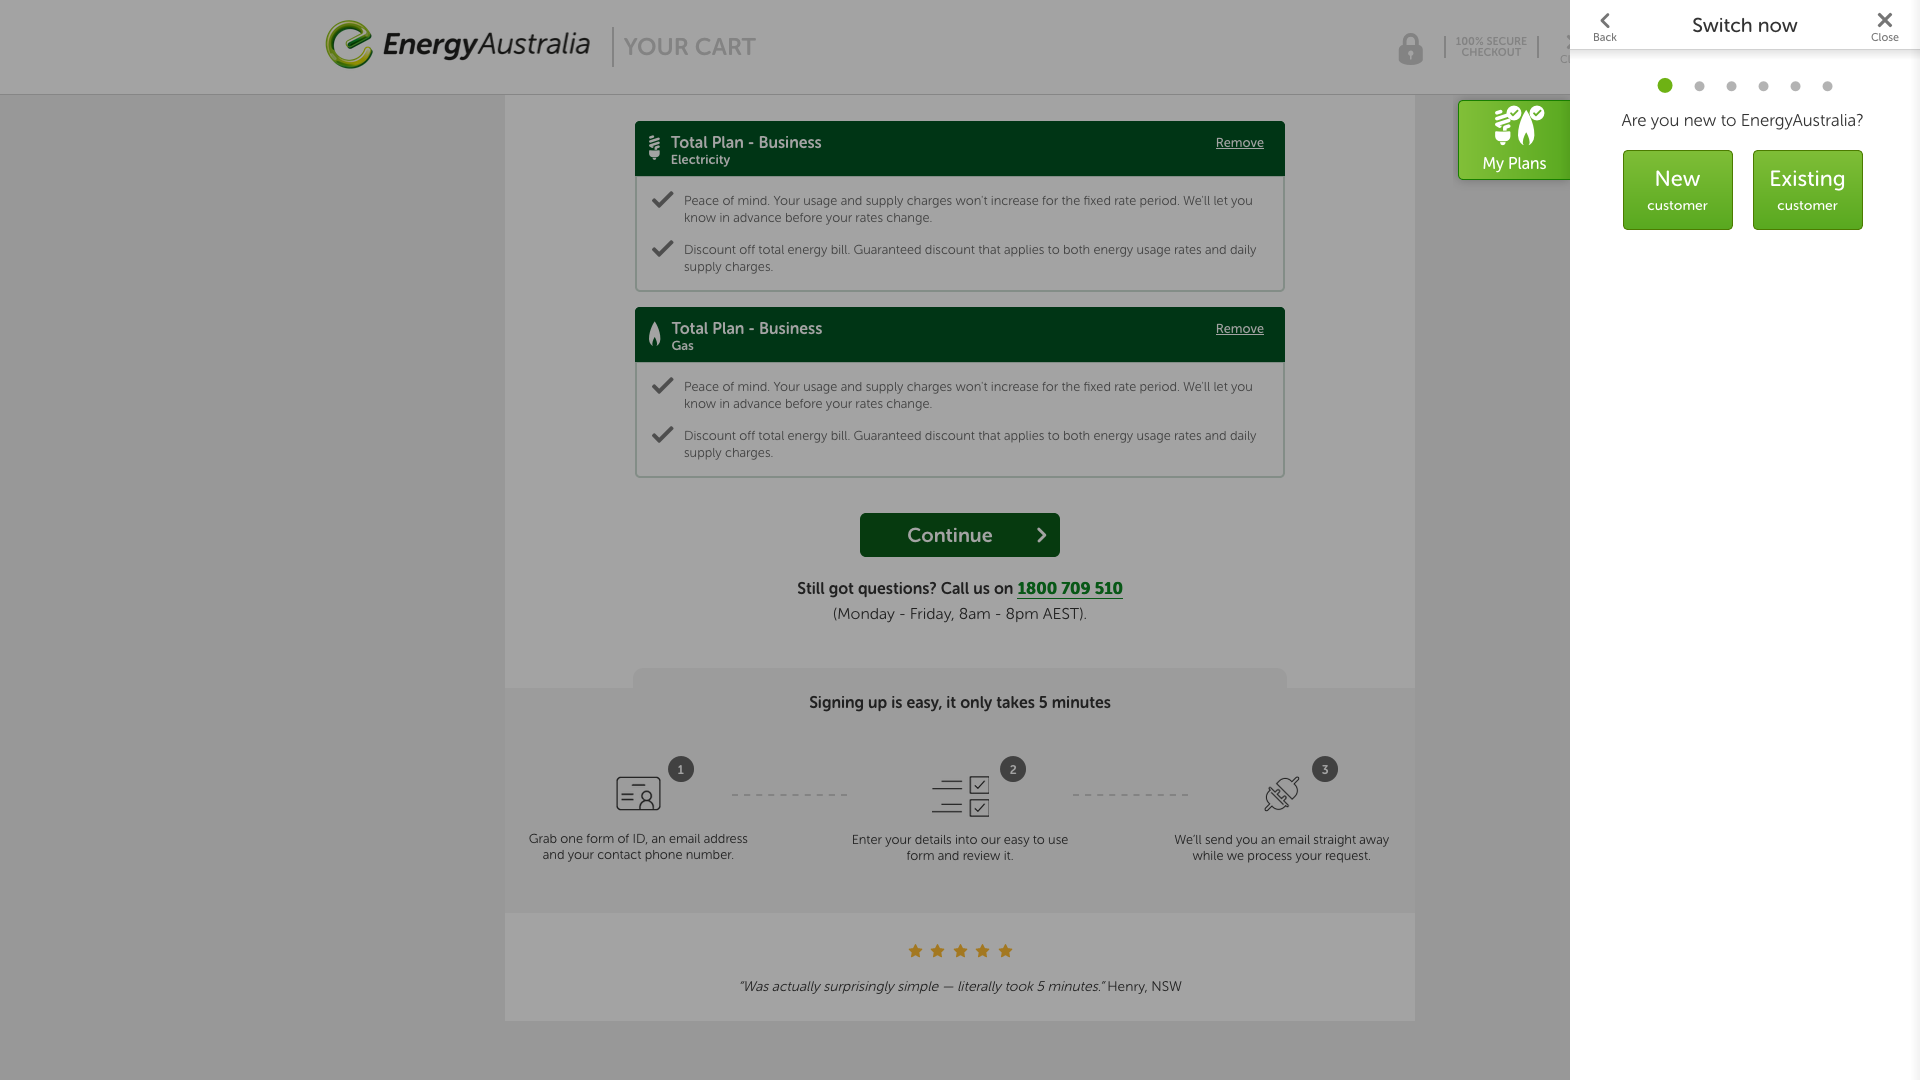 EnergyAustralia
YOUR CART
100% SECURE
CHECKOUT
Total Plan - Business
Electricity
Remove
Peace of mind. Your usage and supply charges won't increase for the fixed rate period. We'll let you
know in advance before your rates change.
Discount off total energy bill. Guaranteed discount that applies to both energy usage rates and daily
supply charges.
Total Plan - Business
Gas
Remove
Peace of mind. Your usage and supply charges won't increase for the fixed rate period. We'll let you
know in advance before your rates change.
Discount off total energy bill. Guaranteed discount that applies to both energy usage rates and daily
supply charges.
Continue
Still got questions? Call us on 1800 709 510
(Monday - Friday, 8am - 8pm AEST).
Signing up is easy, it only takes 5 minutes
1
Grab one form of ID, an email address
and your contact phone number.
2
Enter your details into our easy to use
form and review it.
3
We'll send you an email straight away
while we process your request.
"Was actually surprisingly simple — literally took 5 minutes." Henry, NSW
My Plans
Back
Switch now
Close
Are you new to EnergyAustralia?
New
customer
Existing
customer